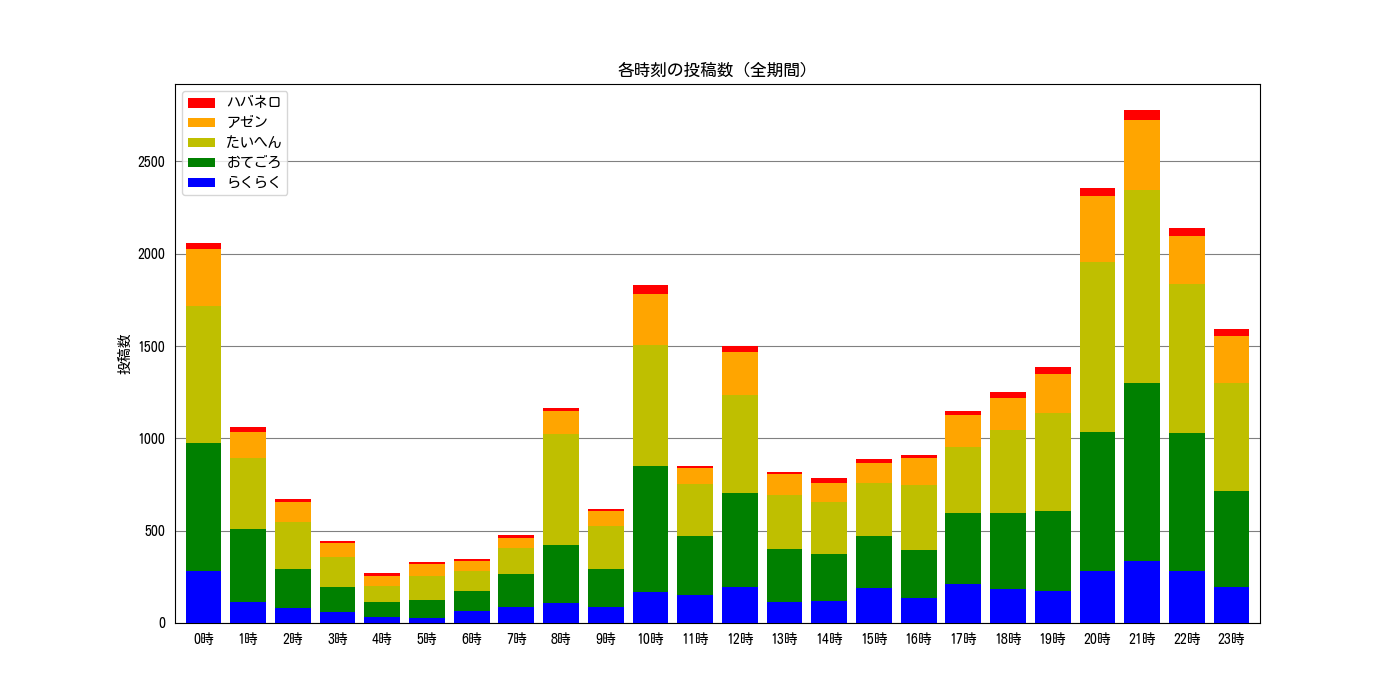 各時刻の投稿数（全期間）
ハバネロ
アゼン
たいへん
おてごろ
らくらく
投稿数
2500
2000
1500
1000
500
0
0時 1時 2時 3時 4時 5時 6時 7時 8時 9時 10時 11時 12時 13時 14時 15時 16時 17時 18時 19時 20時 21時 22時 23時